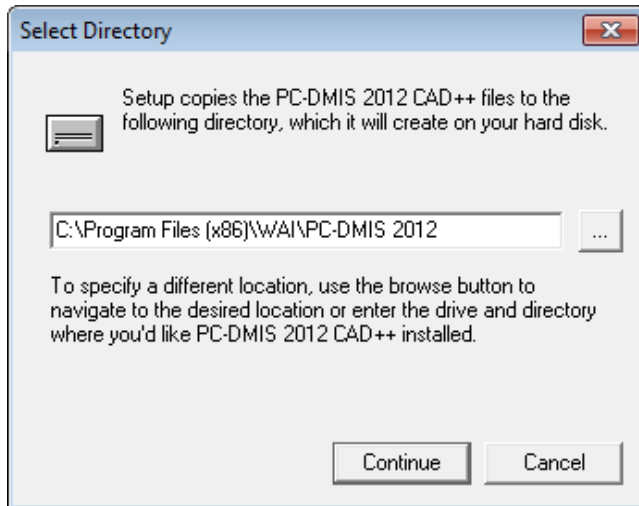 Select Directory
Setup copies the PC-DMIS 2012 CAD++ files to the
following directory, which it will create on your hard disk.
C:\Program Files (x86)\WAI\PC-DMIS 2012
...
To specify a different location, use the browse button to
navigate to the desired location or enter the drive and directory
where you'd like PC-DMIS 2012 CAD++ installed.
Continue
Cancel